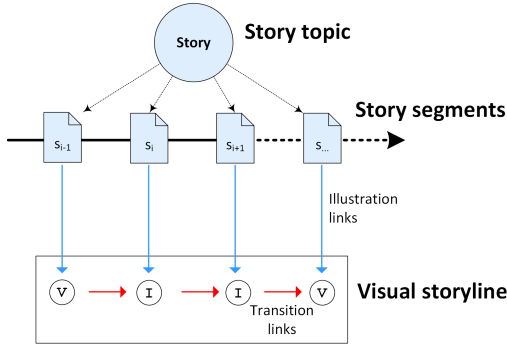 Story
Story topic
Story segments
si-1
si
si+1
s...
Illustration
links
V
I
I
V
Transition
links
Visual storyline